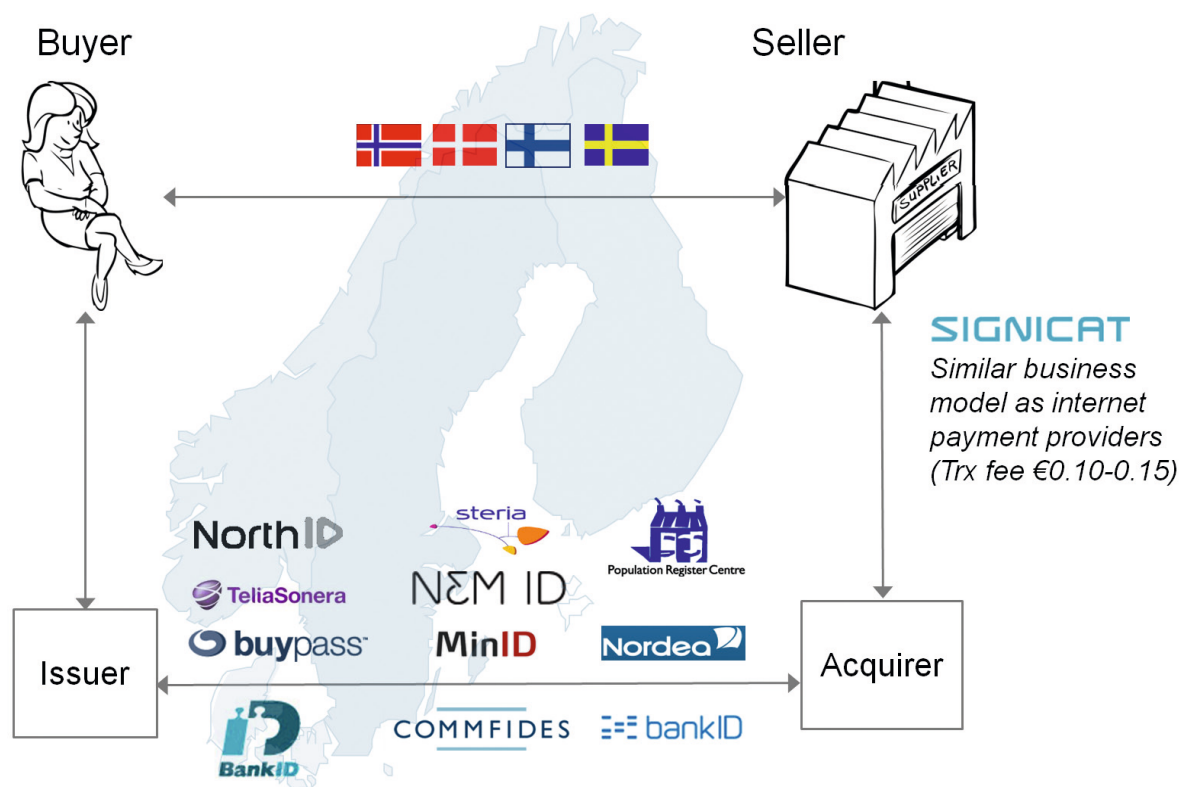 Buyer
Seller
SUPPLIER
SIGNICAT
Similar business
model as internet
payment providers
(Trx fee €0.10-0.15)
NorthID
steria
Population Register Centre
TeliaSonera
NEM ID
buypass™
MinID
Nordea
Issuer
Acquirer
BankID
COMMFIDES
bankID